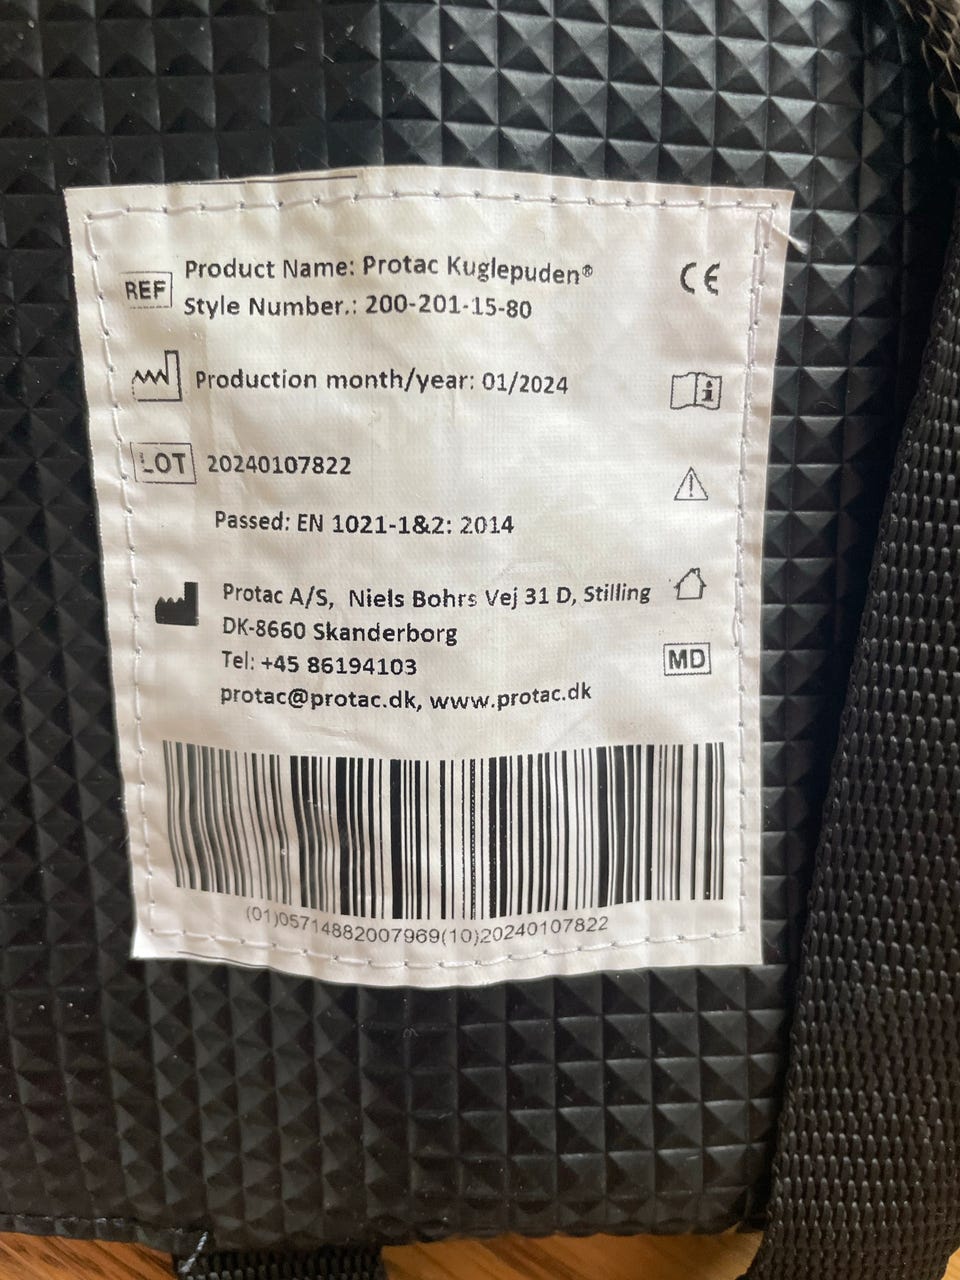 REF
Product Name: Protac Kuglepuden®
Style Number.: 200-201-15-80
CE
Production month/year: 01/2024
i
LOT 20240107822
Passed: EN 1021-1&2: 2014
Protac A/S, Niels Bohrs Vej 31 D, Stilling
DK-8660 Skanderborg
Tel: +45 86194103
MD
protac@protac.dk, www.protac.dk
(01)05714882007969(10)20240107822